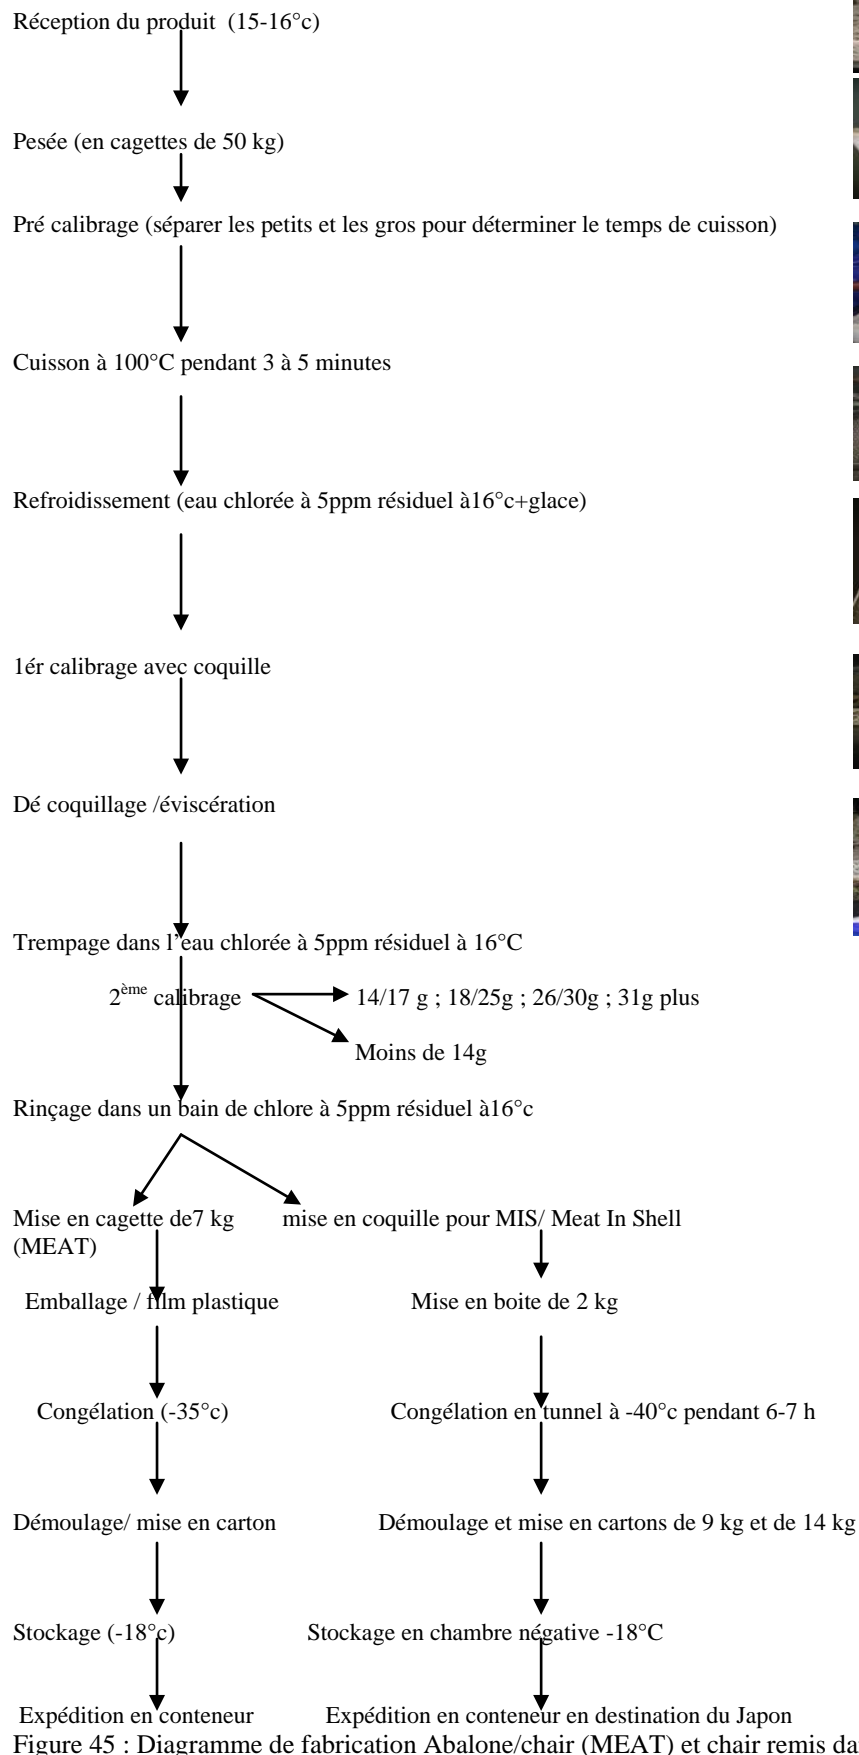 Réception du produit (15-16°c)
Pesée (en cagettes de 50 kg)
Pré calibrage (séparer les petits et les gros pour déterminer le temps de cuisson)
Cuisson à 100°C pendant 3 à 5 minutes
Refroidissement (eau chlorée à 5ppm résiduel à16°c+glace)
1ér calibrage avec coquille
Dé coquillage /éviscération
Trempage dans l'eau chlorée à 5ppm résiduel à 16°C
2ème calibrage 14/17 g ; 18/25g ; 26/30g ; 31g plus
Moins de 14g
Rinçage dans un bain de chlore à 5ppm résiduel à16°c
Mise en cagette de7 kg mise en coquille pour MIS/ Meat In Shell
(MEAT)
Emballage / film plastique Mise en boite de 2 kg
Congélation (-35°c) Congélation en tunnel à -40°c pendant 6-7 h
Démoulage/ mise en carton Démoulage et mise en cartons de 9 kg et de 14 kg
Stockage (-18°c) Stockage en chambre négative -18°C
Expédition en conteneur Expédition en conteneur en destination du Japon
Figure 45 : Diagramme de fabrication Abalone/chair (MEAT) et chair remis da